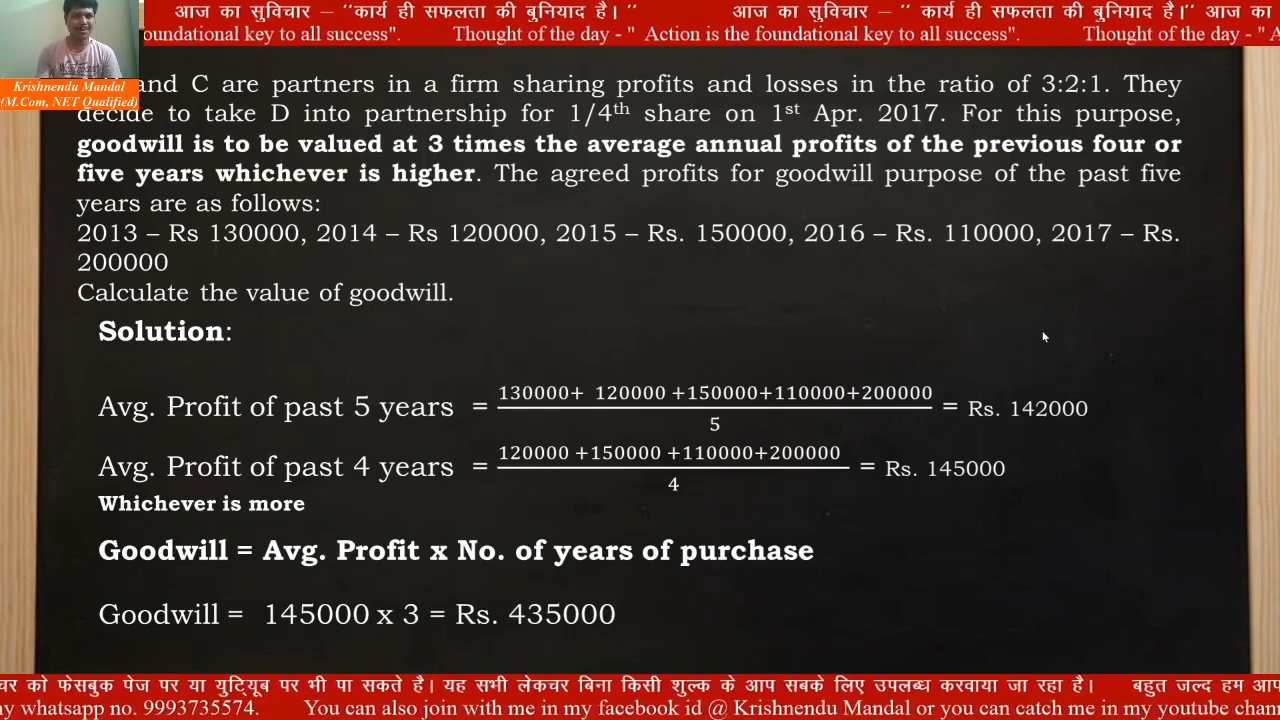 आज का सुविचार – ''कार्य ही सफलता की बुनियाद है। '' आज का सुविचार – '' कार्य ही सफलता की बुनियाद है।'' आज का
oundational key to all success". Thought of the day - " Action is the foundational key to all success". Thought of the day - " A
Krishnendu Mandal
(M.Com, NET Qualified)
and C are partners in a firm sharing profits and losses in the ratio of 3:2:1. They
decide to take D into partnership for 1/4th share on 1st Apr. 2017. For this purpose,
goodwill is to be valued at 3 times the average annual profits of the previous four or
five years whichever is higher. The agreed profits for goodwill purpose of the past five
years are as follows:
2013 – Rs 130000, 2014 – Rs 120000, 2015 – Rs. 150000, 2016 – Rs. 110000, 2017 – Rs.
200000
Calculate the value of goodwill.
Solution:
Avg. Profit of past 5 years = 130000+ 120000 +150000+110000+200000 / 5 = Rs. 142000
Avg. Profit of past 4 years = 120000 +150000 +110000+200000 / 4 = Rs. 145000
Whichever is more
Goodwill = Avg. Profit x No. of years of purchase
Goodwill = 145000 x 3 = Rs. 435000
चर को फेसबुक पेज पर या युटि्यूब पर भी पा सकते है। यह सभी लेकचर बिना किसी शुल्क के आप सबके लिए उपलब्ध करवाया जा रहा है। बहुत जल्द हम आप
ny whatsapp no. 9993735574. You can also join with me in my facebook id @ Krishnendu Mandal or you can catch me in my youtube chan